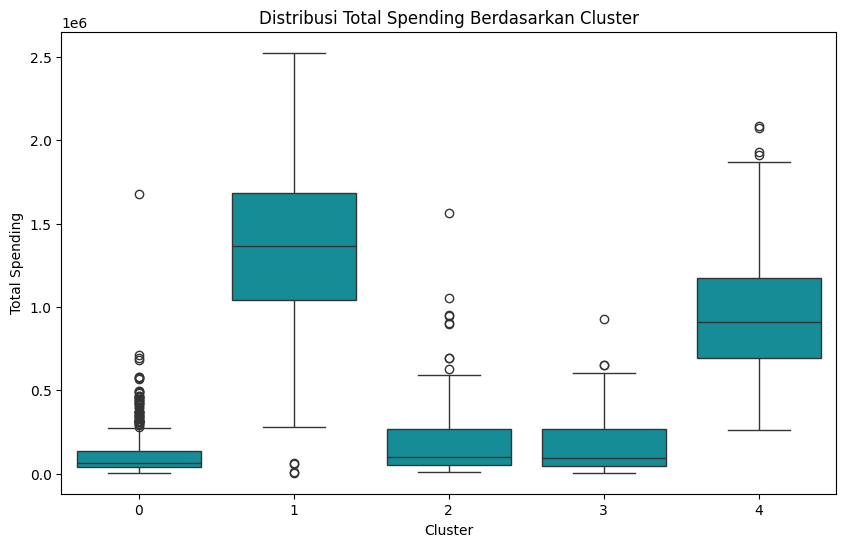 Distribusi Total Spending Berdasarkan Cluster
1e6
2.5
2.0
1.5
1.0
0.5
0.0
Total Spending
0 1 2 3 4
Cluster